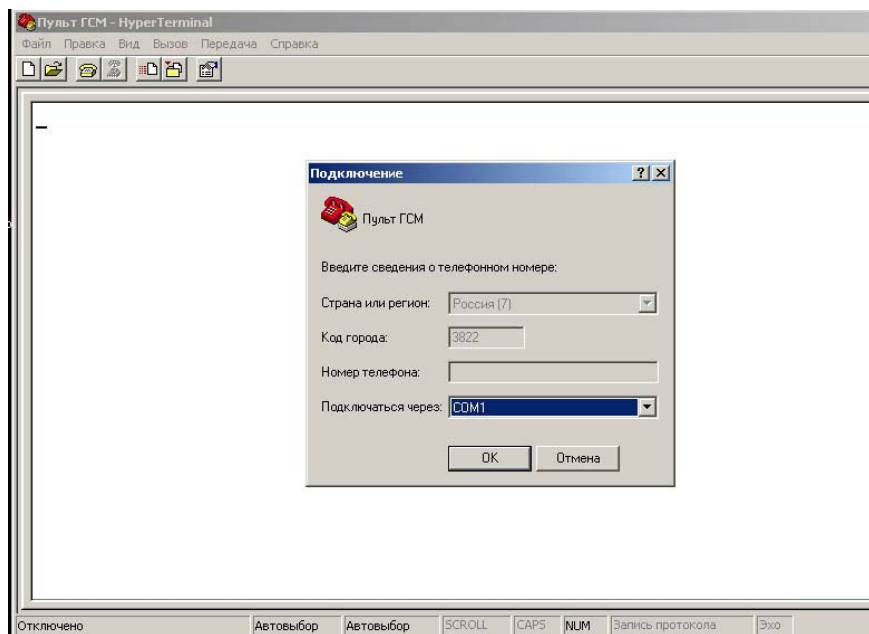 Пульт ГСМ - HyperTerminal
Файл Правка Вид Вызов Передача Справка
Подключение
Пульт ГСМ
Введите сведения о телефонном номере:
Страна или регион: Россия (7)
Код города: 3822
Номер телефона:
Подключаться через: COM1
OK Отмена
Отключено Автовыбор Автовыбор SCROLL CAPS NUM Запись протокола Эхо